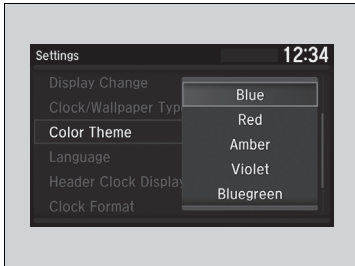 Settings
12:34
Display Change
Clock/Wallpaper Typ
Color Theme
Language
Header Clock Display
Clock Format
Blue
Red
Amber
Violet
Bluegreen